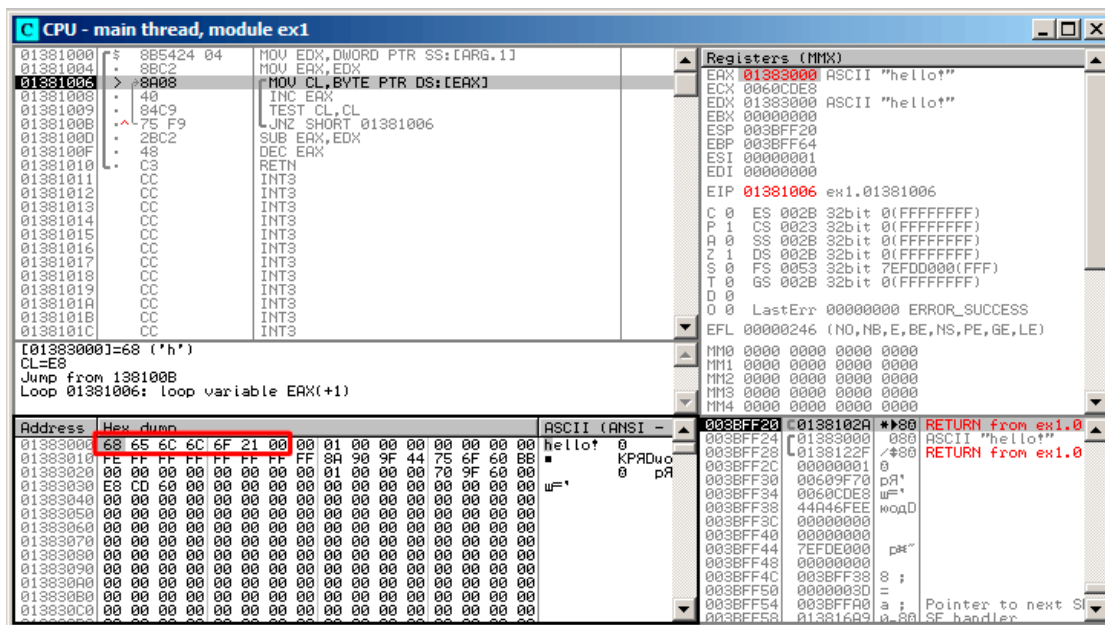 CPU - main thread, module ex1
01381000 $ 8B5424 04 MOV EDX,DWORD PTR SS:[ARG.1]
01381004 . 8BC2 MOV EAX,EDX
01381006 > 8A08 MOV CL,BYTE PTR DS:[EAX]
01381008 . 40 INC EAX
01381009 . 84C9 TEST CL,CL
0138100B .^ 75 F9 JNZ SHORT 01381006
0138100D . 2BC2 SUB EAX,EDX
0138100F . 48 DEC EAX
01381010 . C3 RETN
01381011 CC INT3
01381012 CC INT3
01381013 CC INT3
01381014 CC INT3
01381015 CC INT3
01381016 CC INT3
01381017 CC INT3
01381018 CC INT3
01381019 CC INT3
0138101A CC INT3
0138101B CC INT3
0138101C CC INT3
[01383000]=68 ('h')
CL=E8
Jump from 138100B
Loop 01381006: loop variable EAX(+1)
Registers (MMX)
EAX 01383000 ASCII "hello!"
ECX 0060CDE8
EDX 01383000 ASCII "hello!"
EBX 00000000
ESP 003BFF20
EBP 003BFF64
ESI 00000001
EDI 00000000
EIP 01381006 ex1.01381006
C 0 ES 002B 32bit 0(FFFFFFFF)
P 1 CS 0023 32bit 0(FFFFFFFF)
A 0 SS 002B 32bit 0(FFFFFFFF)
Z 1 DS 002B 32bit 0(FFFFFFFF)
S 0 FS 0053 32bit 7EFDD000(FFF)
T 0 GS 002B 32bit 0(FFFFFFFF)
D 0
O 0 LastErr 00000000 ERROR_SUCCESS
EFL 00000246 (NO,NB,E,BE,NS,PE,GE,LE)
MM0 0000 0000 0000 0000
MM1 0000 0000 0000 0000
MM2 0000 0000 0000 0000
MM3 0000 0000 0000 0000
MM4 0000 0000 0000 0000
Address Hex dump ASCII (ANSI -
01383000 68 65 6C 6C 6F 21 00 00 01 00 00 00 00 00 00 00 hello! 0
01383010 FE FF FF FF FF FF FF FF 8A 90 9F 44 75 6F 60 BB ■ КРЯDuo
01383020 00 00 00 00 00 00 00 00 01 00 00 00 70 9F 60 00 0 pЯ
01383030 E8 CD 60 00 00 00 00 00 00 00 00 00 00 00 00 00 ш=`
01383040 00 00 00 00 00 00 00 00 00 00 00 00 00 00 00 00
01383050 00 00 00 00 00 00 00 00 00 00 00 00 00 00 00 00
01383060 00 00 00 00 00 00 00 00 00 00 00 00 00 00 00 00
01383070 00 00 00 00 00 00 00 00 00 00 00 00 00 00 00 00
01383080 00 00 00 00 00 00 00 00 00 00 00 00 00 00 00 00
01383090 00 00 00 00 00 00 00 00 00 00 00 00 00 00 00 00
013830A0 00 00 00 00 00 00 00 00 00 00 00 00 00 00 00 00
013830B0 00 00 00 00 00 00 00 00 00 00 00 00 00 00 00 00
013830C0 00 00 00 00 00 00 00 00 00 00 00 00 00 00 00 00
003BFF20 0138102A RETURN from ex1.0
003BFF24 01383000 ASCII "hello!"
003BFF28 0138122F RETURN from ex1.0
003BFF2C 00000001
003BFF30 00609F70 pЯ`
003BFF34 0060CDE8 ш=`
003BFF38 44A46FEE юодD
003BFF3C 00000000
003BFF40 00000000
003BFF44 7EFDE000
003BFF48 00000000
003BFF4C 003BFF38 8 ;
003BFF50 0000003D =
003BFF54 003BFFA0 а ; Pointer to next S
003BFF58 013816A9 SE handler